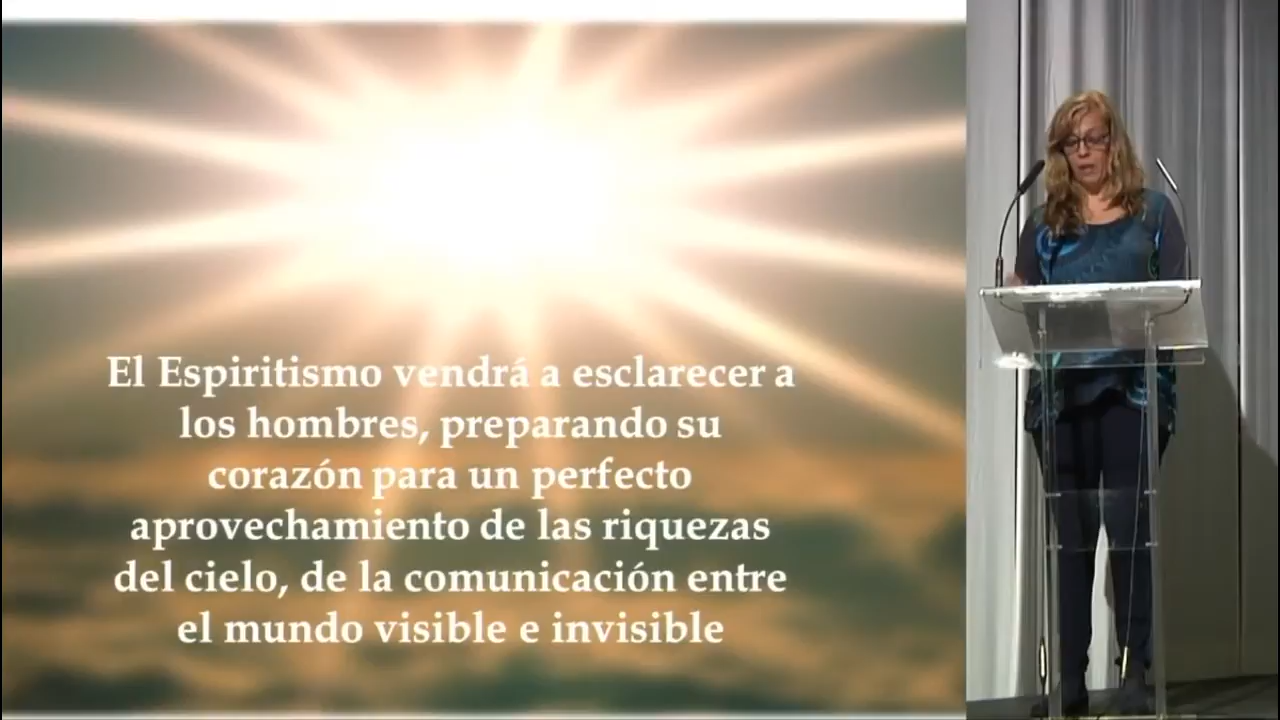 El Espiritismo vendrá a esclarecer a
los hombres, preparando su
corazón para un perfecto
aprovechamiento de las riquezas
del cielo, de la comunicación entre
el mundo visible e invisible